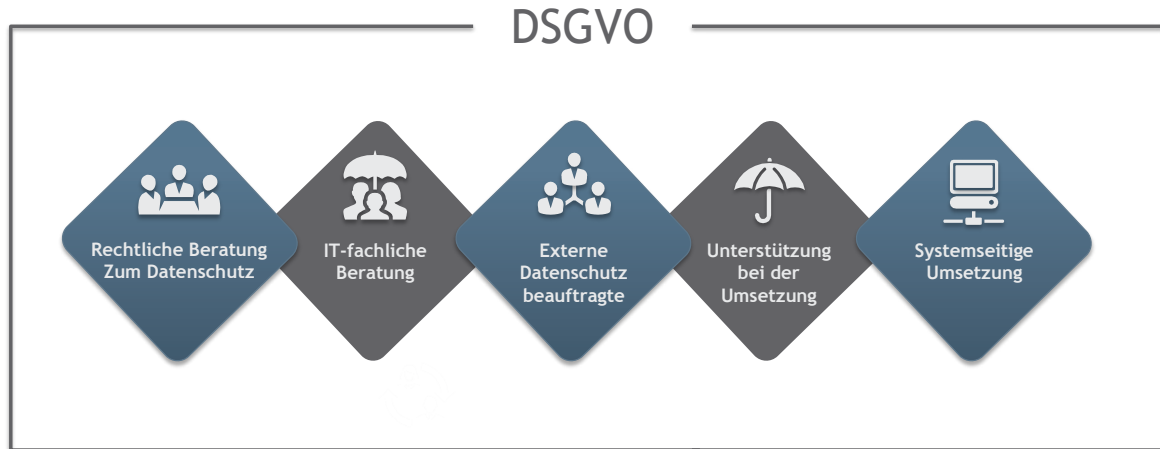 DSGVO
Rechtliche Beratung
Zum Datenschutz
IT-fachliche
Beratung
Externe
Datenschutz
beauftragte
Unterstützung
bei der
Umsetzung
Systemseitige
Umsetzung